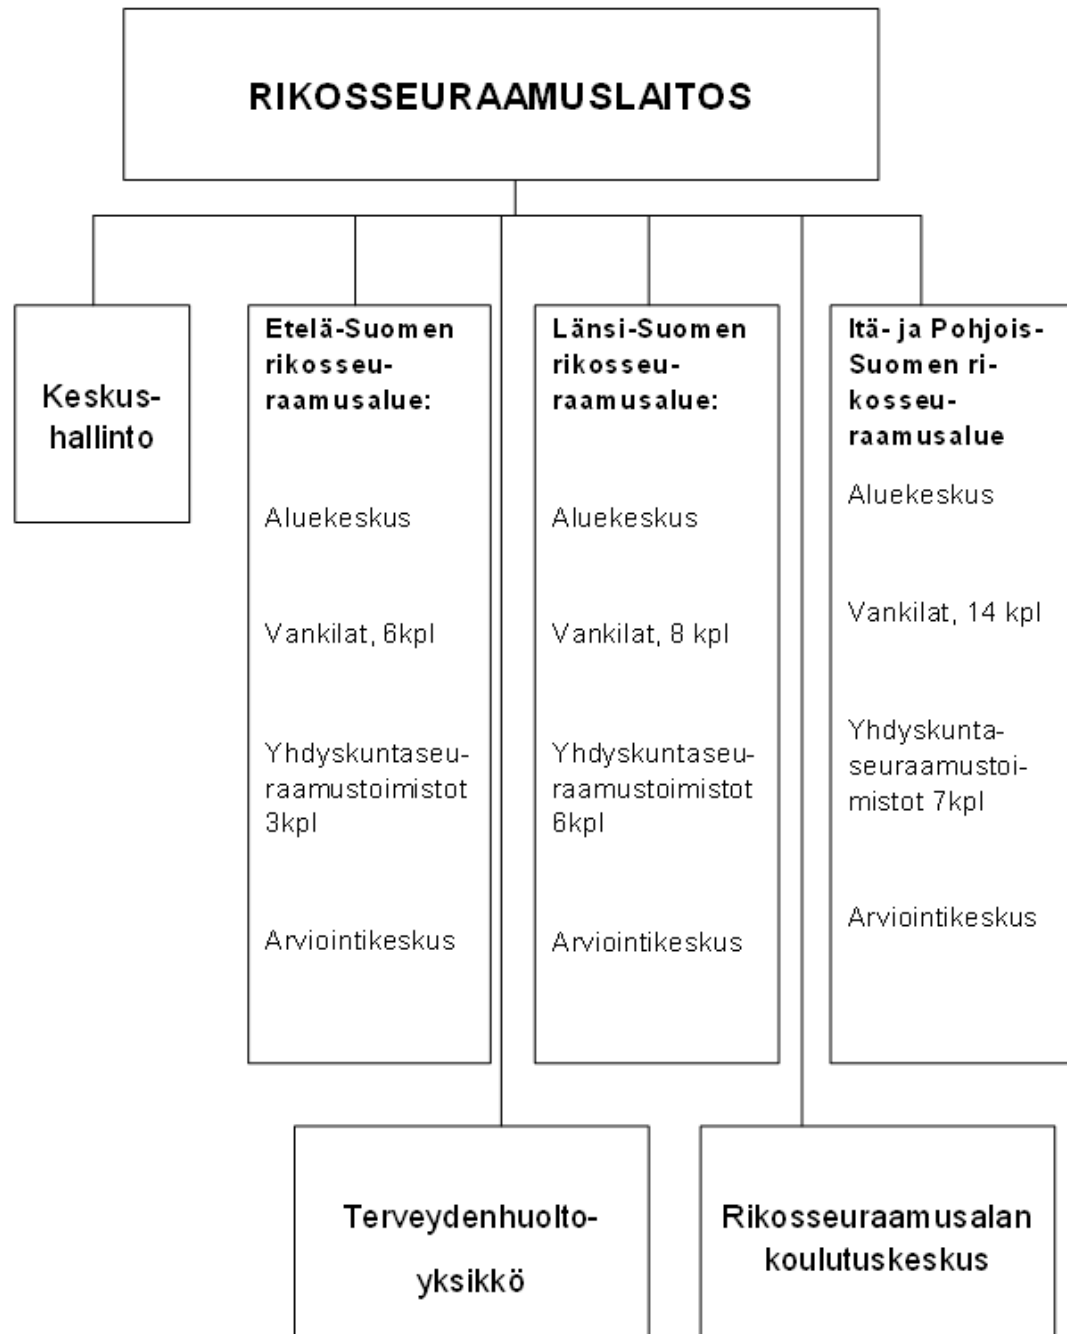 RIKOSSEURAAMUSLAITOS
Keskus-
hallinto
Etelä-Suomen
rikosseu-
raamusalue:
Aluekeskus
Vankilat, 6kpl
Yhdyskuntaseu-
raamustoimistot
3kpl
Arviointikeskus
Länsi-Suomen
rikosseu-
raamusalue:
Aluekeskus
Vankilat, 8 kpl
Yhdyskuntaseu-
raamustoimistot
6kpl
Arviointikeskus
Itä- ja Pohjois-
Suomen ri-
kosseu-
raamusalue
Aluekeskus
Vankilat, 14 kpl
Yhdyskunta-
seuraamustoi-
mistot 7kpl
Arviointikeskus
Terveydenhuolto-
yksikkö
Rikosseuraamusalan
koulutuskeskus